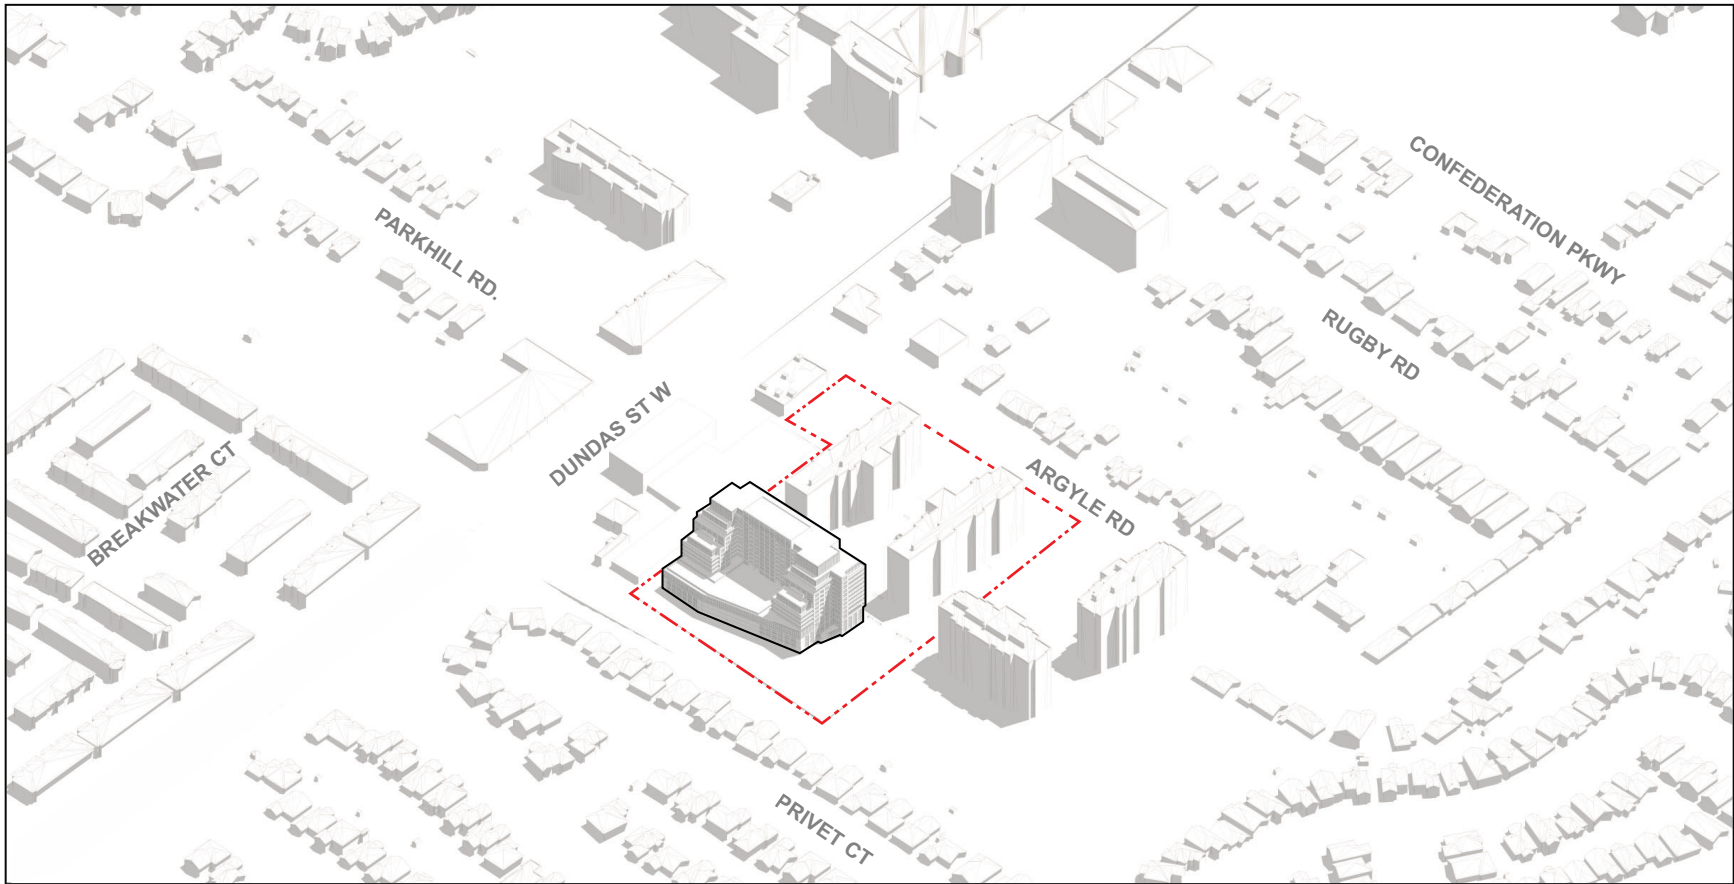 CONFEDERATION PKWY
PARKHILL RD.
RUGBY RD
DUNDAS ST W
BREAKWATER CT
ARGYLE RD
PRIVET CT